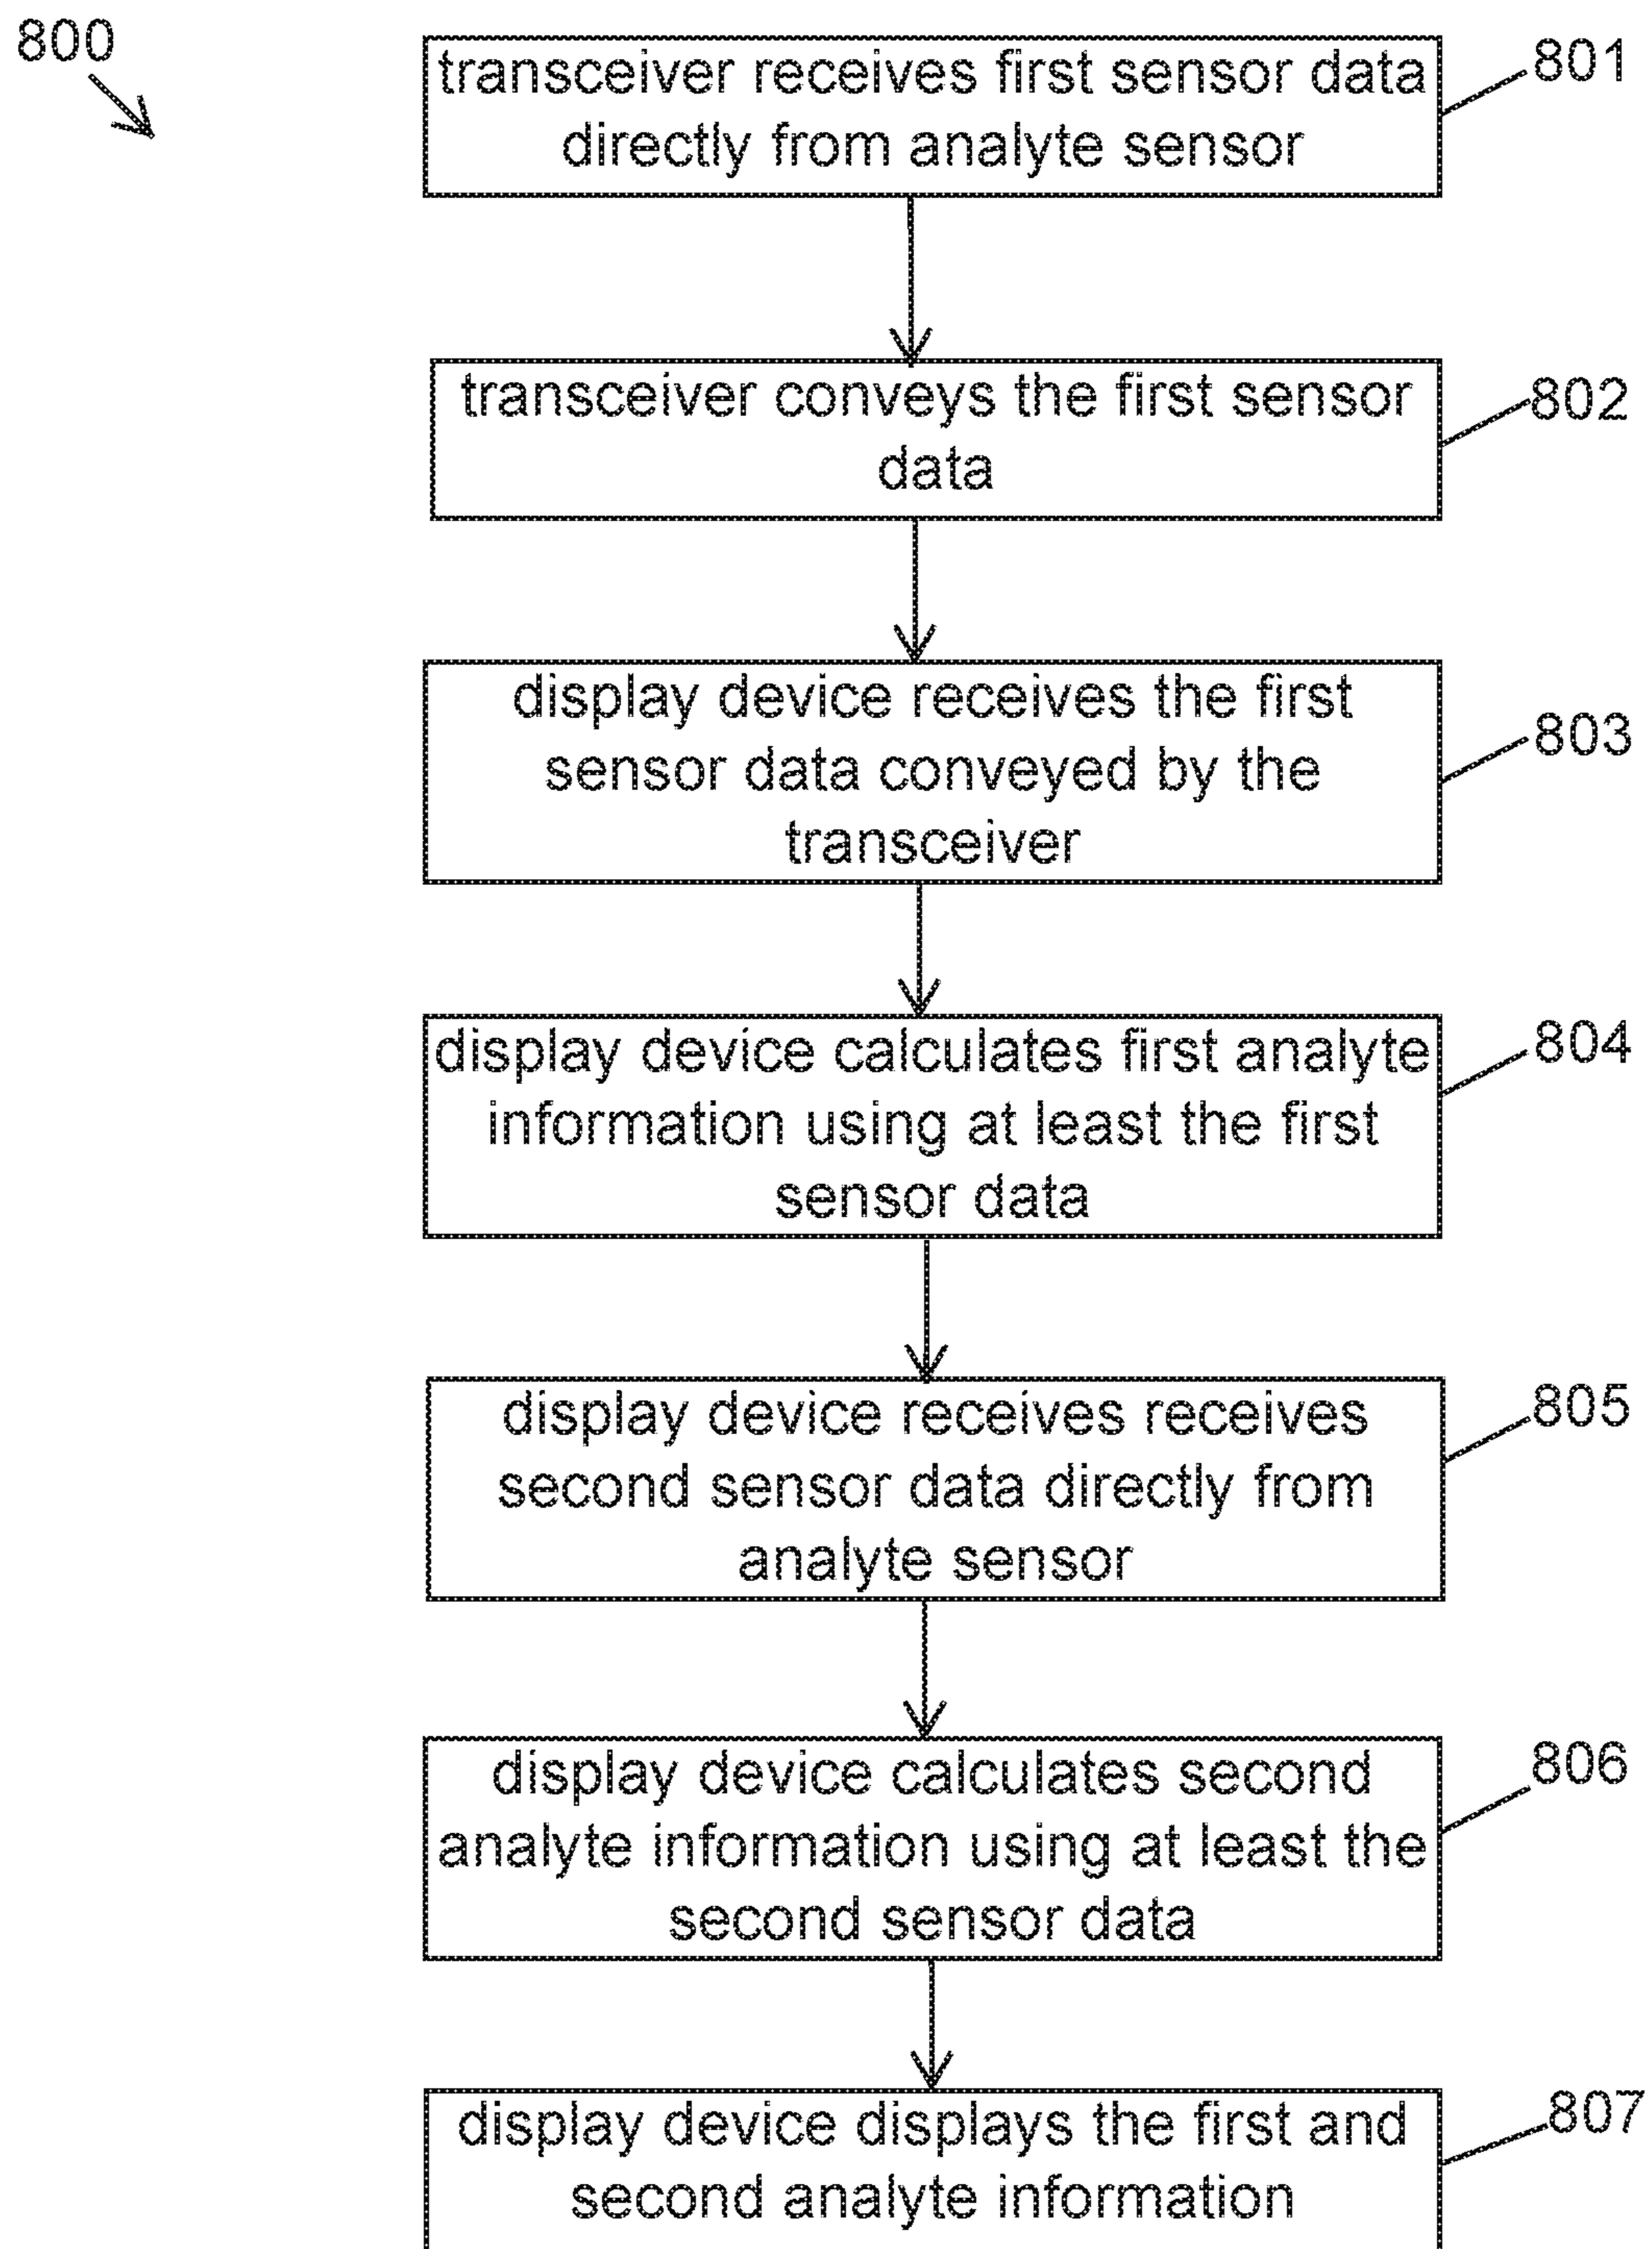 800
transceiver receives first sensor data
directly from analyte sensor
801
transceiver conveys the first sensor
data
802
display device receives the first
sensor data conveyed by the
transceiver
803
display device calculates first analyte
information using at least the first
sensor data
804
display device receives receives
second sensor data directly from
analyte sensor
805
display device calculates second
analyte information using at least the
second sensor data
806
display device displays the first and
second analyte information
807